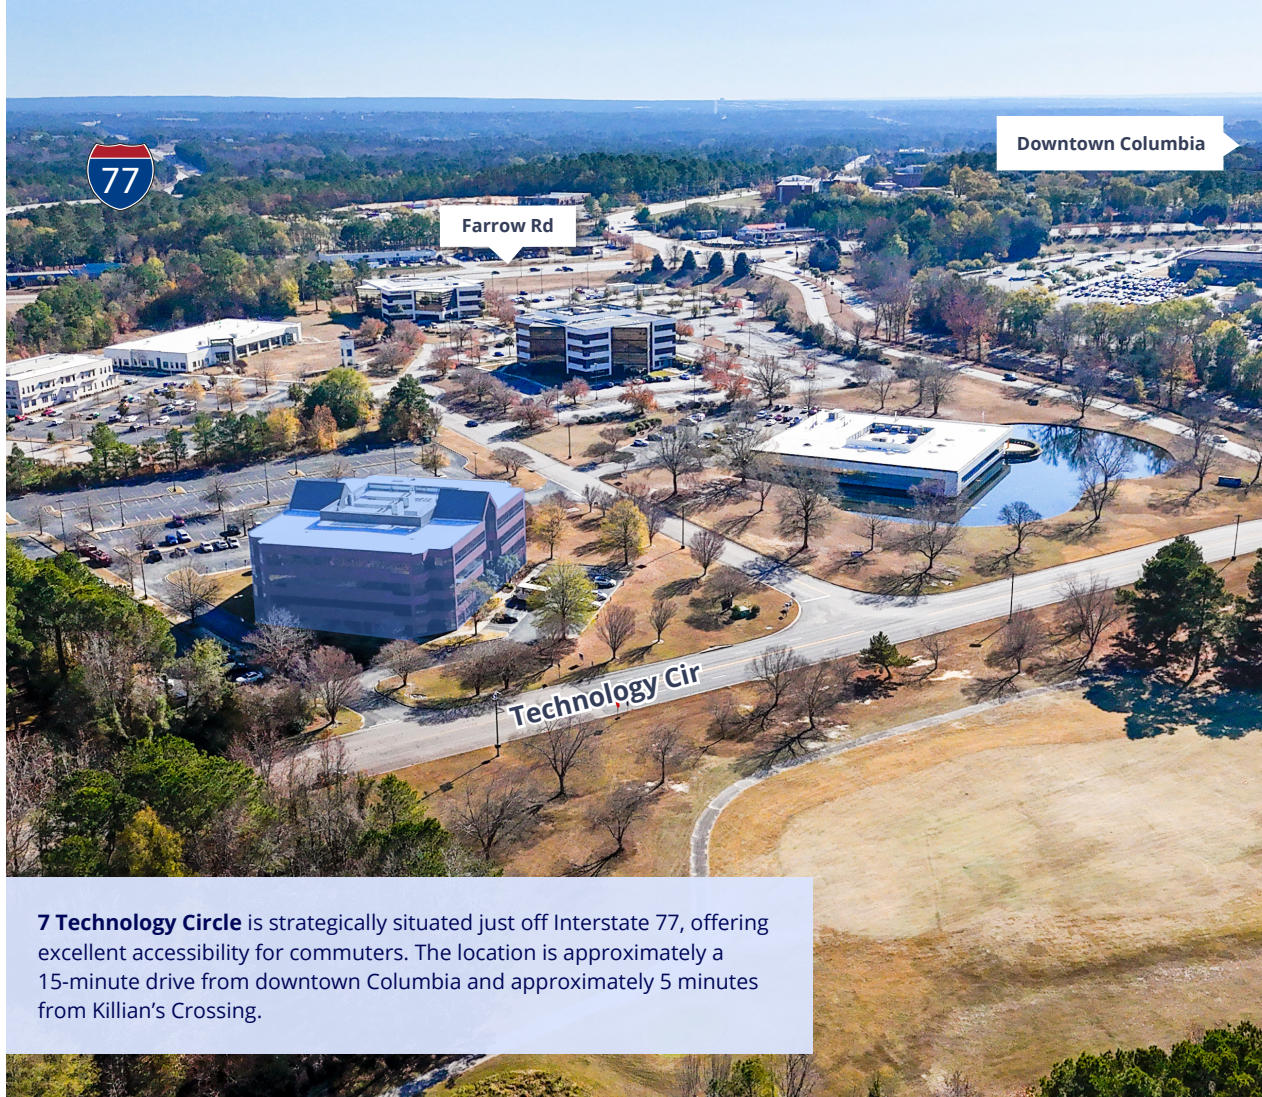 77
Downtown Columbia
Farrow Rd
Technology Cir
7 Technology Circle is strategically situated just off Interstate 77, offering
excellent accessibility for commuters. The location is approximately a
15-minute drive from downtown Columbia and approximately 5 minutes
from Killian’s Crossing.